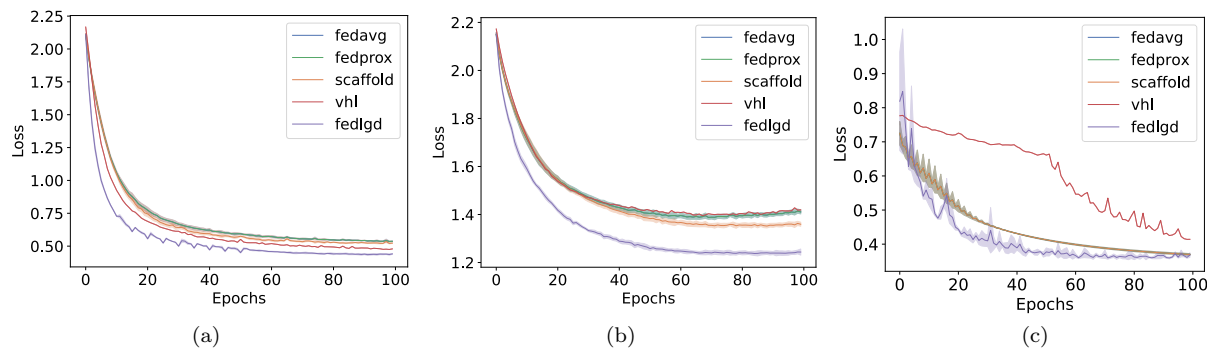 2.25
2.00
1.75
1.50
1.25
1.00
0.75
0.50
Loss
0
20
40
60
80
100
Epochs
fedavg
fedprox
scaffold
vhl
fedlgd
(a)
2.2
2.0
1.8
1.6
1.4
1.2
Loss
0
20
40
60
80
100
Epochs
fedavg
fedprox
scaffold
vhl
fedlgd
(b)
1.0
0.9
0.8
0.7
0.6
0.5
0.4
Loss
0
20
40
60
80
100
Epochs
fedavg
fedprox
scaffold
vhl
fedlgd
(c)